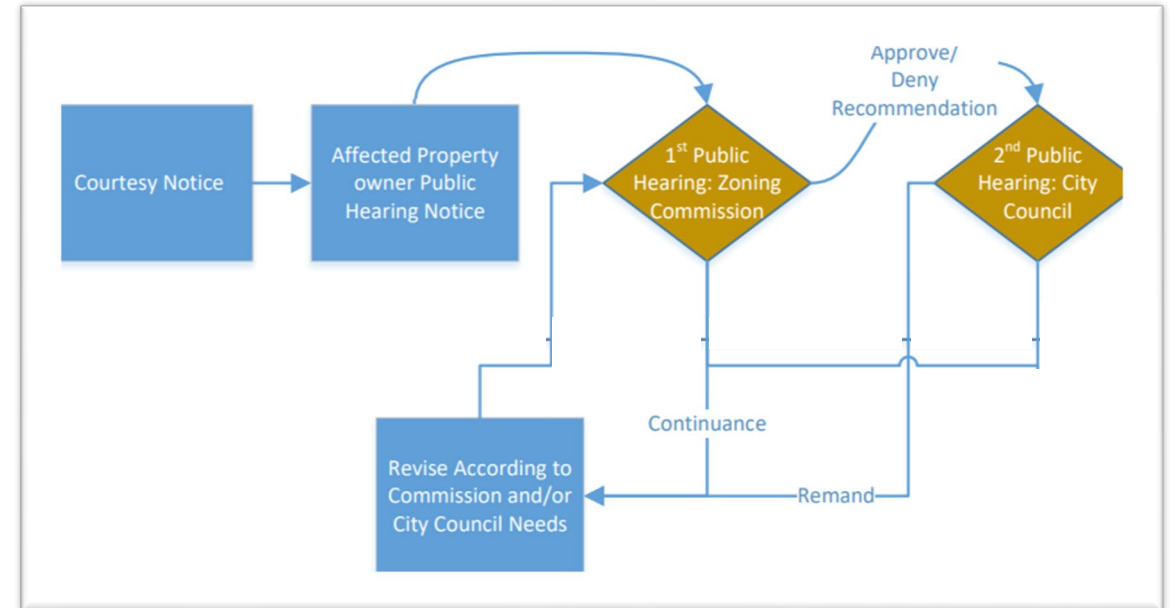 Courtesy Notice
Affected Property
owner Public
Hearing Notice
1st Public
Hearing: Zoning
Commission
Approve/
Deny
Recommendation
2nd Public
Hearing: City
Council
Continuance
Remand
Revise According to
Commission and/or
City Council Needs